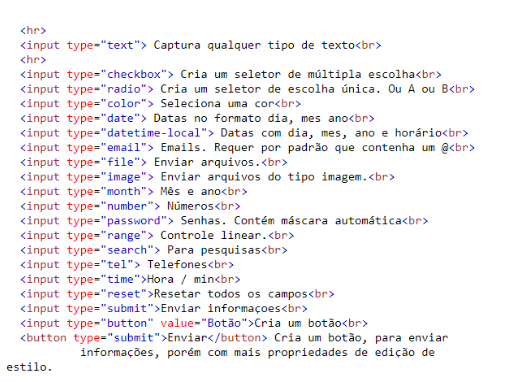 <hr>
<input type="text"> Captura qualquer tipo de texto<br>
<hr>
<input type="checkbox"> Cria um seletor de múltipla escolha<br>
<input type="radio"> Cria um seletor de escolha única. Ou A ou B<br>
<input type="color"> Seleciona uma cor<br>
<input type="date"> Datas no formato dia, mes ano<br>
<input type="datetime-local"> Datas com dia, mes, ano e horário<br>
<input type="email"> Emails. Requer por padrão que contenha um @<br>
<input type="file"> Enviar arquivos.<br>
<input type="image"> Enviar arquivos do tipo imagem.<br>
<input type="month"> Mês e ano<br>
<input type="number"> Números<br>
<input type="password"> Senhas. Contém máscara automática<br>
<input type="range"> Controle linear.<br>
<input type="search"> Para pesquisas<br>
<input type="tel"> Telefones<br>
<input type="time">Hora / min<br>
<input type="reset">Resetar todos os campos<br>
<input type="submit">Enviar informaçoes<br>
<input type="button" value="Botão">Cria um botão<br>
<button type="submit">Enviar</button> Cria um botão, para enviar
informações, porém com mais propriedades de edição de
estilo.